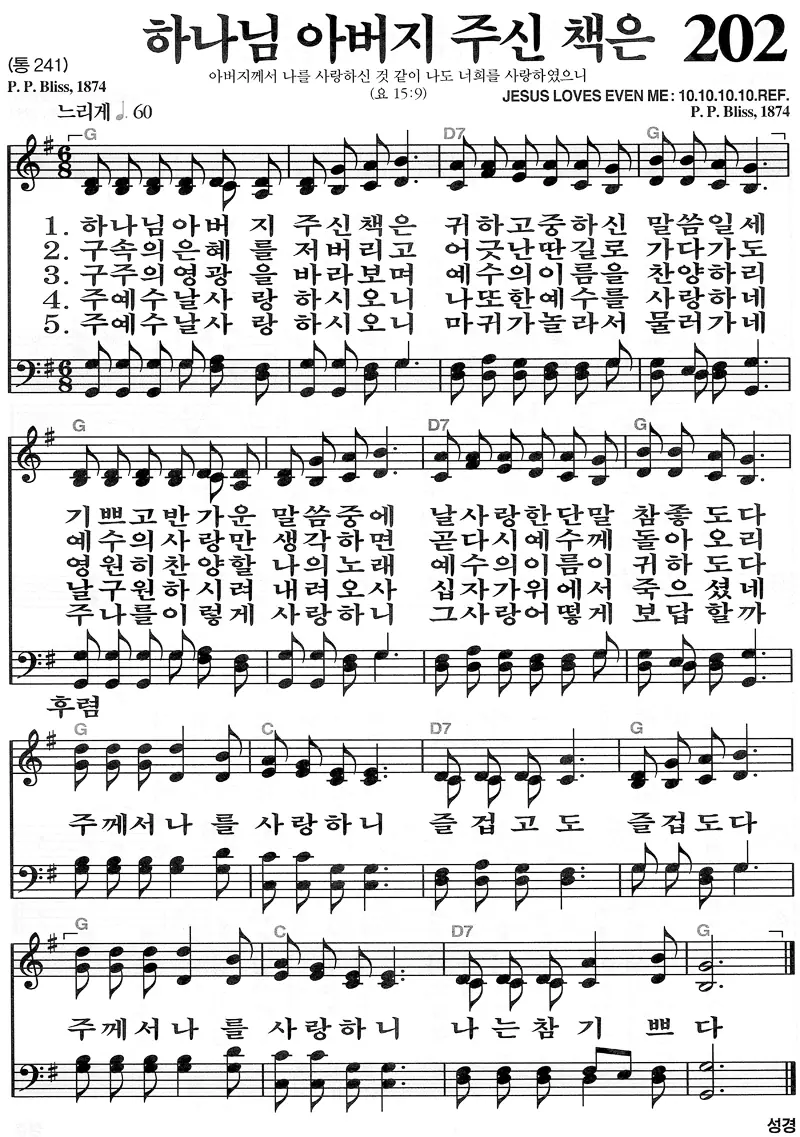 하나님 아버지 주신 책은 202
(통 241)
아버지께서 나를 사랑하신 것 같이 나도 너희를 사랑하였으니
P. P. Bliss, 1874
(요 15:9)
JESUS LOVES EVEN ME : 10.10.10.10.REF.
느리게 ♩. 60
P. P. Bliss, 1874
G D7 G
6 8
1. 하나님아버 지 주신책은 귀하고중하신 말씀일세
2. 구속의은혜 를 저버리고 어긋난딴길로 가다가도
3. 구주의영광 을 바라보며 예수의이름을 찬양하리
4. 주예수날사 랑 하시오니 나또한예수를 사랑하네
5. 주예수날사 랑 하시오니 마귀가놀라서 물러가네
6 8
G D7 G
기쁘고반가운 말씀중에 날사랑한단말 참좋도다
예수의사랑만 생각하면 곧다시예수께 돌아오리
영원히찬양할 나의노래 예수의이름이 귀하도다
날구원하시려 내려오사 십자가위에서 죽으셨네
주나를이렇게 사랑하니 그사랑어떻게 보답할까
후렴
G C D7 G
주께서나 를 사랑하니 즐겁고도 즐겁도다
G C D7 G
주께서나 를 사랑하니 나는참기 쁘다
성경